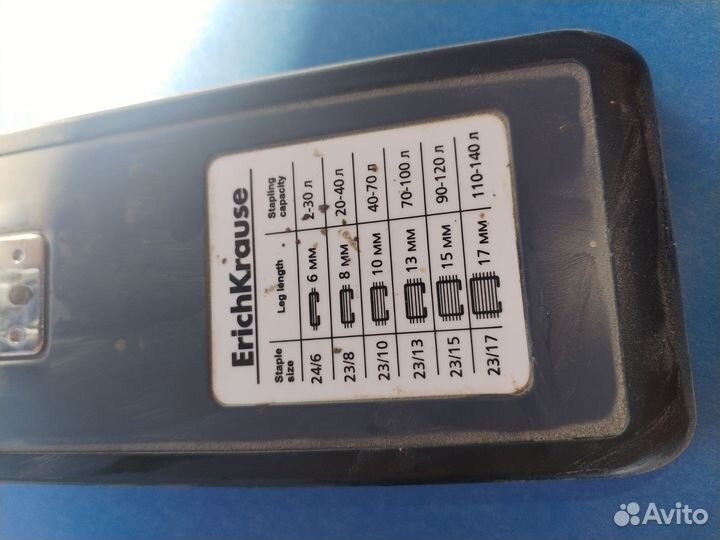 ErichKrause
Staple size Leg length Stapling capacity
24/6 6 мм 2-30 л
23/8 8 мм 20-40 л
23/10 10 мм 40-70 л
23/13 13 мм 70-100 л
23/15 15 мм 90-120 л
23/17 17 мм 110-140 л
Avito